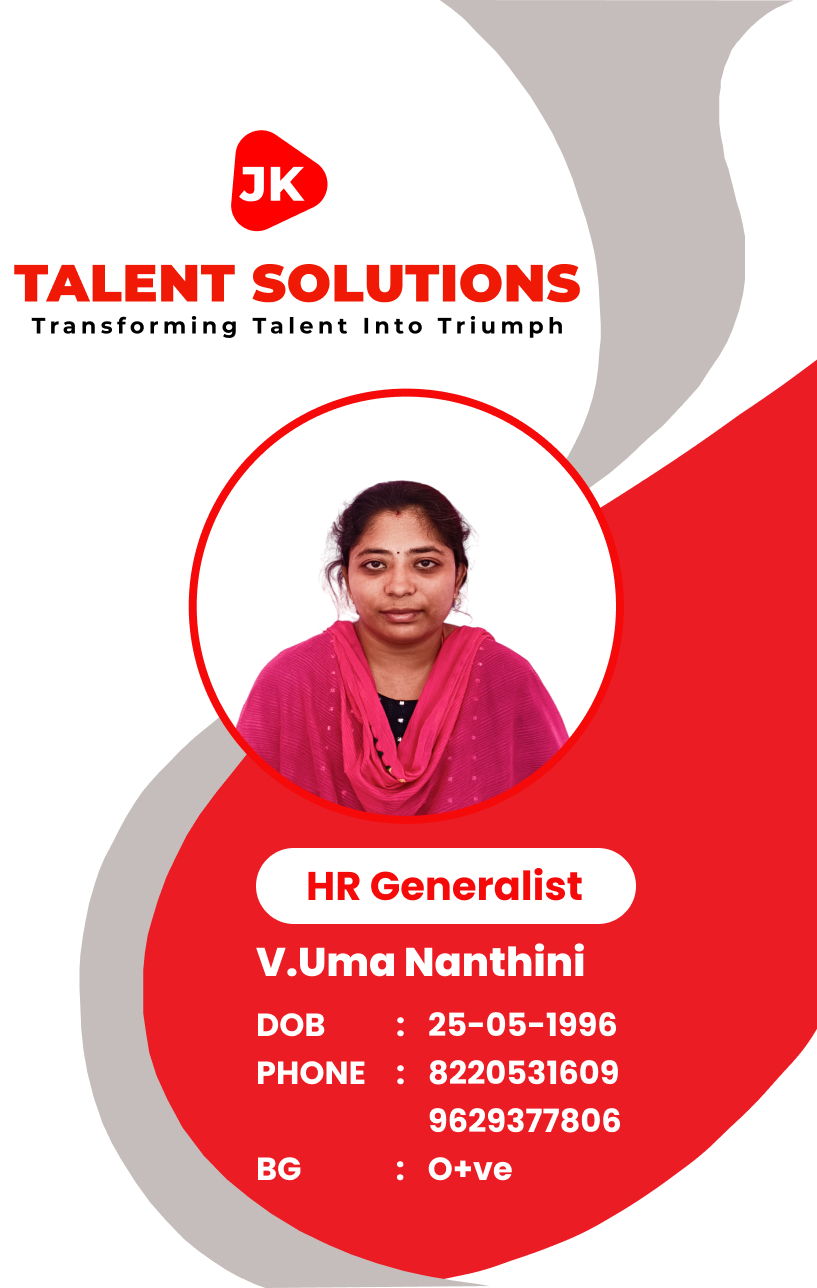 JK
TALENT SOLUTIONS
Transforming Talent Into Triumph
HR Generalist
V.Uma Nanthini
DOB : 25-05-1996
PHONE : 8220531609
9629377806
BG : O+ve